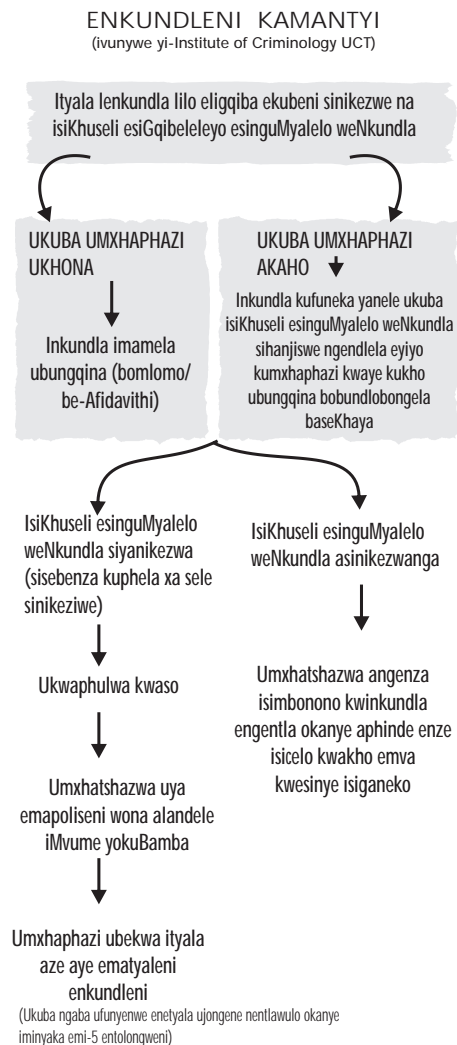 ENKUNDLENI KAMANTYI
(ivunywe yi-Institute of Criminology UCT)
Ityala lenkundla lilo eligqiba ekubeni sinikezwe na
isiKhuseli esiGqibeleleyo esinguMyalelo weNkundla
UKUBA UMXHAPHAZI
UKHONA
Inkundla imamela
ubungqina (bomlomo/
be-Afidavithi)
UKUBA UMXHAPHAZI
AKAHO
Inkundla kufuneka yanele ukuba
isiKhuseli esinguMyalelo weNkundla
sihanjiswe ngendlela eyiyo
kumxhaphazi kwaye kukho
ubungqina bobundlobongela
baseKhaya
IsiKhuseli esinguMyalelo
weNkundla siyanikezwa
(sisebenza kuphela xa sele
sinikeziwe)
Ukwaphulwa kwaso
Umxhatshazwa uya
emapoliseni wona alandele
iMvume yokuBamba
Umxhaphazi ubekwa ityala
aze aye ematyaleni
enkundleni
(Ukuba ngaba ufunyenwe enetyala ujongene nentlawulo okanye
iminyaka emi-5 entolongweni)
IsiKhuseli esinguMyalelo
weNkundla asinikezwanga
Umxhatshazwa angenza
isimbonono kwinkundla
engentla okanye aphinde enze
isicelo kwakho emva
kwesinye isiganeko